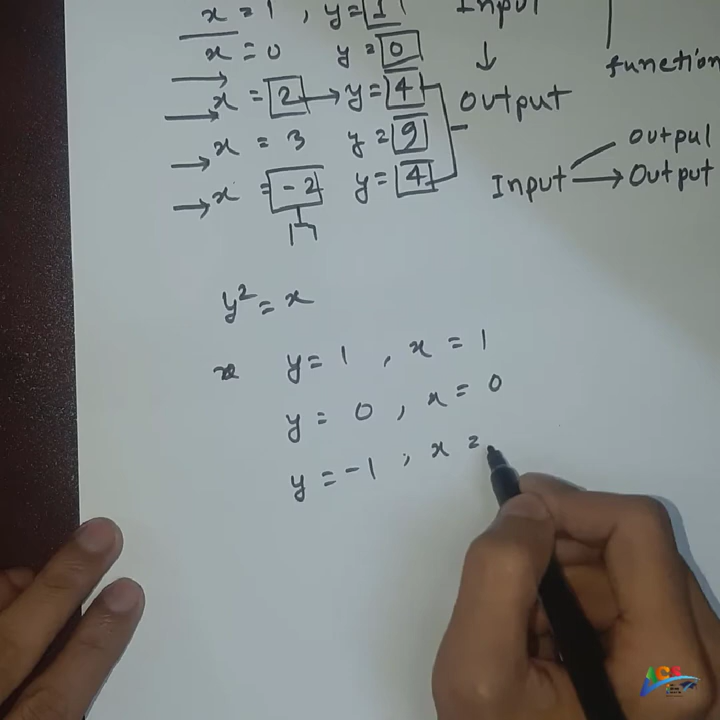 x = 1 , y = 1 Input
x = 0 y = 0 ↓ function
x = 2 → y = 4 Output
x = 3 y = 9 Output
x = -2 y = 4 Input → Output
y² = x
y = 1 , x = 1
y = 0 , x = 0
y = -1 , x =
ACS